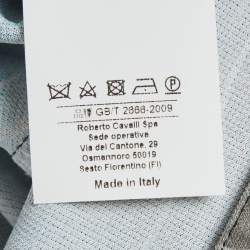 P
GB/T 2666-2009
Roberto Cavalli Spa
Sede operativa
Via del Cantone, 29
Osmannoro 50019
Sesto Fiorentino (FI)
Made in Italy